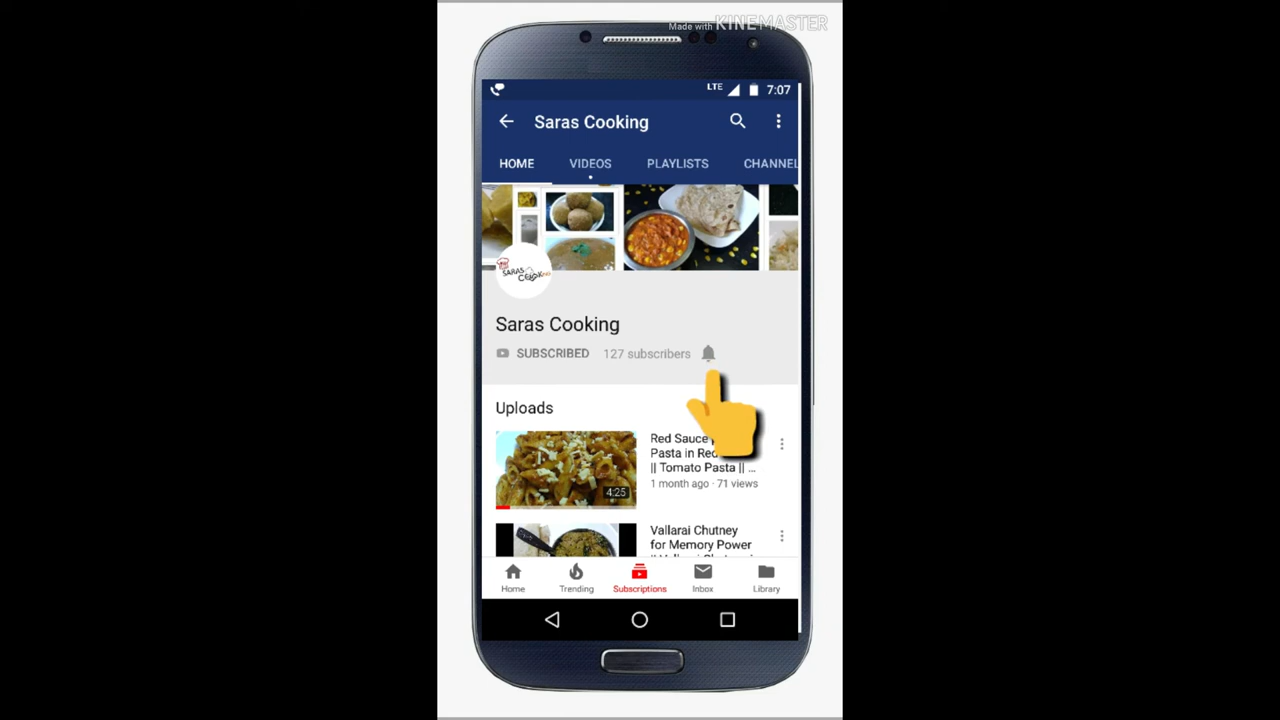 Made with KINEMASTER
LTE 7:07
Saras Cooking
HOME VIDEOS PLAYLISTS CHANNEL
SARAS
Saras Cooking
SUBSCRIBED 127 subscribers
Uploads
Red Sauce
Pasta in Red
|| Tomato Pasta || ...
1 month ago · 71 views
4:25
Vallarai Chutney
for Memory Power
Home Trending Subscriptions Inbox Library